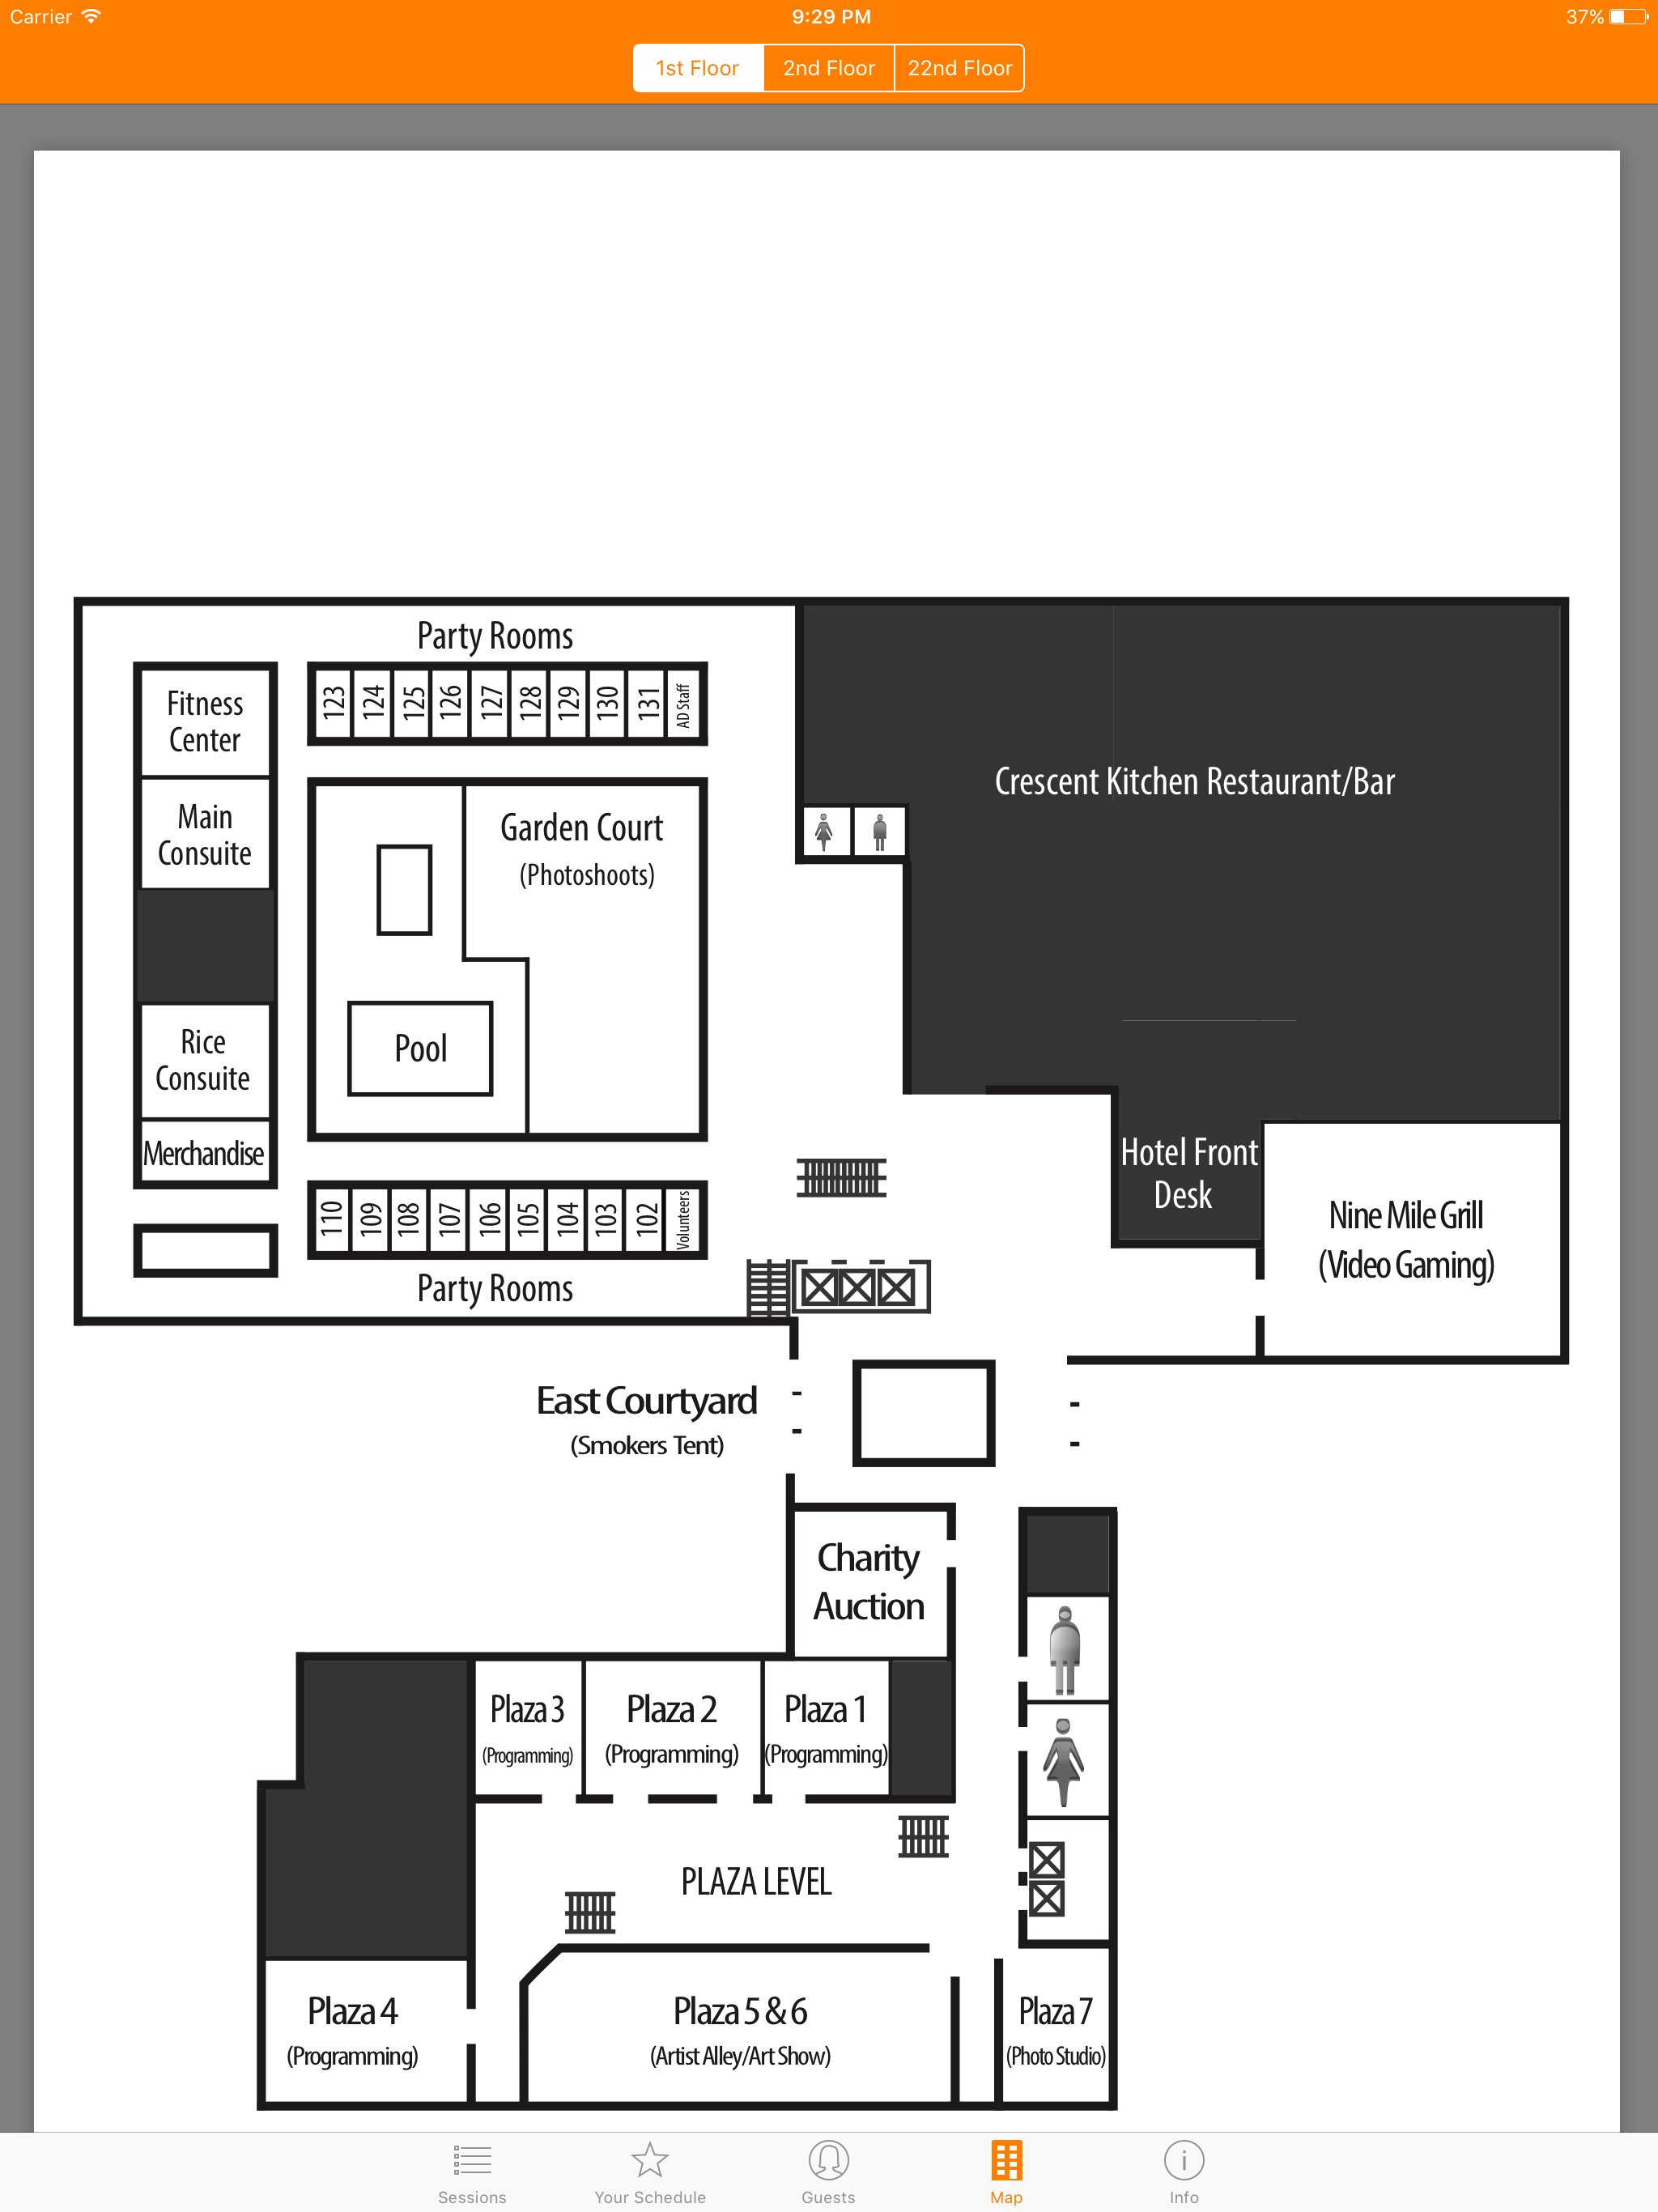 Carrier 9:29 PM 37%
1st Floor 2nd Floor 22nd Floor
Party Rooms
123 124 125 126 127 128 129 130 131 AD Staff
Fitness
Center
Main
Consuite
Rice
Consuite
Merchandise
Garden Court
(Photoshoots)
Pool
Crescent Kitchen Restaurant/Bar
Hotel Front
Desk
Nine Mile Grill
(Video Gaming)
110 109 108 107 106 105 104 103 102 Volunteers
Party Rooms
East Courtyard
(Smokers Tent)
Charity
Auction
Plaza 3
(Programming)
Plaza 2
(Programming)
Plaza 1
(Programming)
PLAZA LEVEL
Plaza 4
(Programming)
Plaza 5 & 6
(Artist Alley/Art Show)
Plaza 7
(Photo Studio)
Sessions Your Schedule Guests Map Info